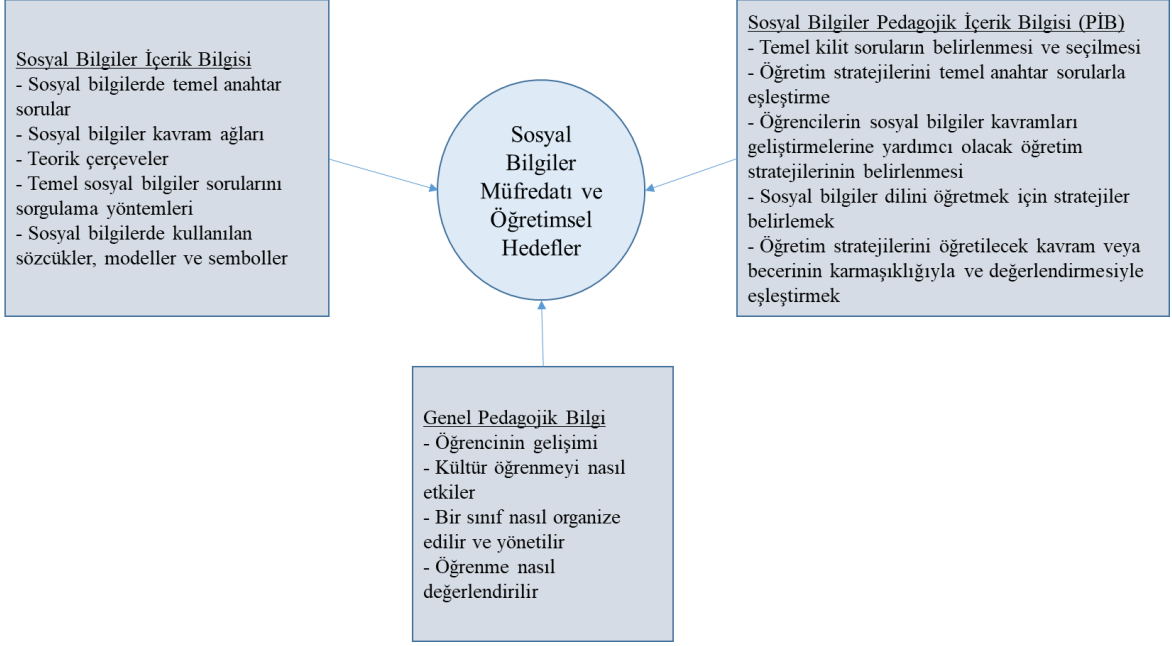 Sosyal Bilgiler İçerik Bilgisi
- Sosyal bilgilerde temel anahtar
sorular
- Sosyal bilgiler kavram ağları
- Teorik çerçeveler
- Temel sosyal bilgiler sorularını
sorgulama yöntemleri
- Sosyal bilgilerde kullanılan
sözcükler, modeller ve semboller
Sosyal
Bilgiler
Müfredatı ve
Öğretimsel
Hedefler
Sosyal Bilgiler Pedagojik İçerik Bilgisi (PİB)
- Temel kilit soruların belirlenmesi ve seçilmesi
- Öğretim stratejilerini temel anahtar sorularla
eşleştirme
- Öğrencilerin sosyal bilgiler kavramları
geliştirmelerine yardımcı olacak öğretim
stratejilerinin belirlenmesi
- Sosyal bilgiler dilini öğretmek için stratejiler
belirlemek
- Öğretim stratejilerini öğretilecek kavram veya
becerinin karmaşıklığıyla ve değerlendirmesiyle
eşleştirmek
Genel Pedagojik Bilgi
- Öğrencinin gelişimi
- Kültür öğrenmeyi nasıl
etkiler
- Bir sınıf nasıl organize
edilir ve yönetilir
- Öğrenme nasıl
değerlendirilir